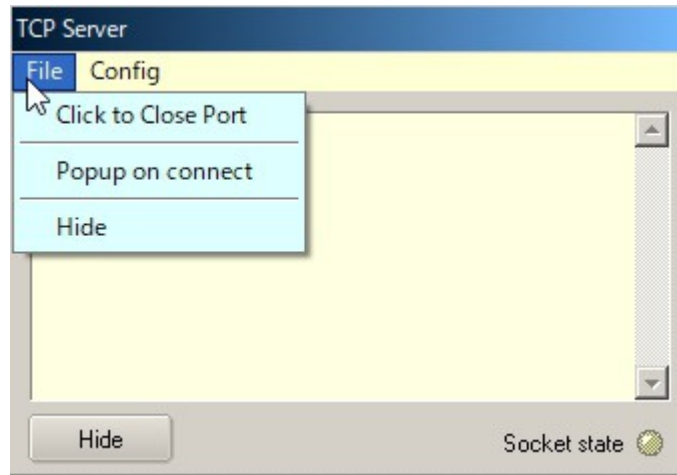 TCP Server
File Config
Click to Close Port
Popup on connect
Hide
Hide Socket state